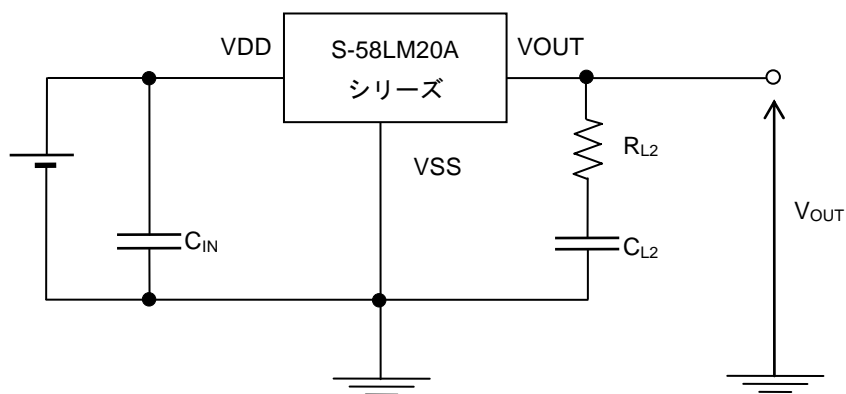 VDD
S-58LM20A
シリーズ
VOUT
VSS
RL2
CL2
CIN
VOUT